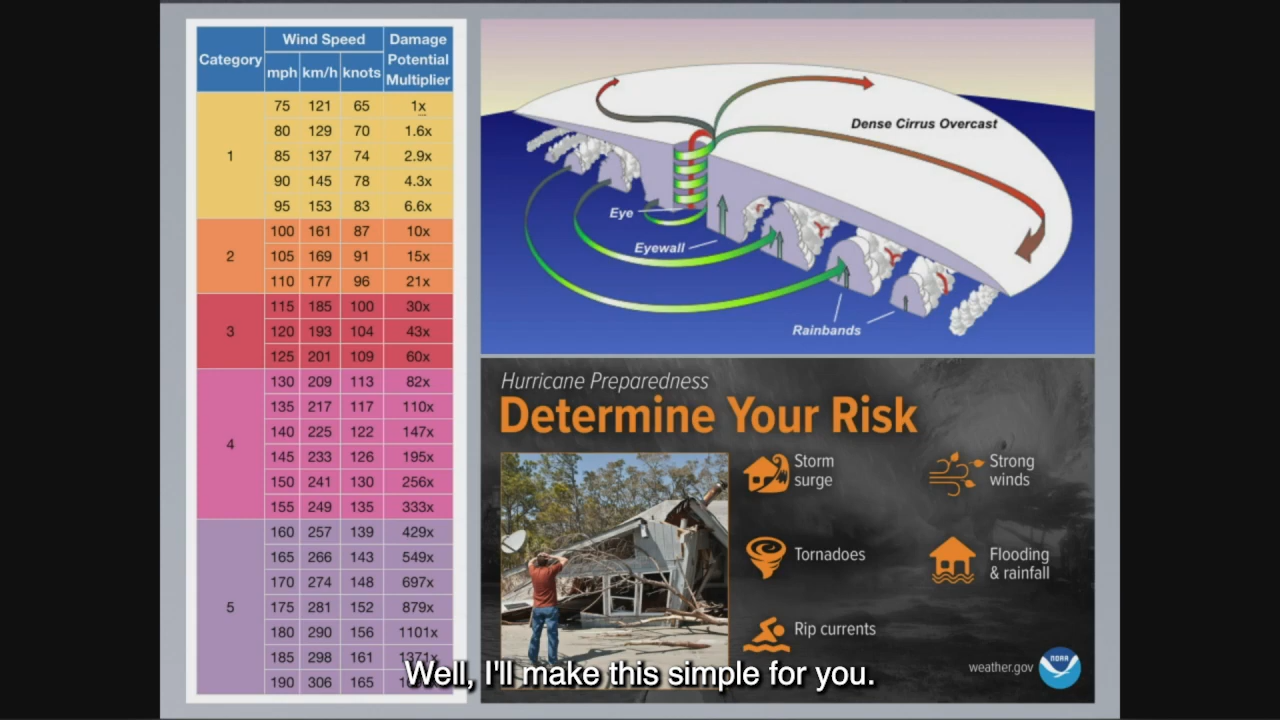 Category Wind Speed Damage Potential Multiplier
mph km/h knots
1
75 121 65 1x
80 129 70 1.6x
85 137 74 2.9x
90 145 78 4.3x
95 153 83 6.6x
2
100 161 87 10x
105 169 91 15x
110 177 96 21x
3
115 185 100 30x
120 193 104 43x
125 201 109 60x
4
130 209 113 82x
135 217 117 110x
140 225 122 147x
145 233 126 195x
150 241 130 256x
155 249 135 333x
5
160 257 139 429x
165 266 143 549x
170 274 148 697x
175 281 152 879x
180 290 156 1101x
185 298 161 1371x
190 306 165
Dense Cirrus Overcast
Eye
Eyewall
Rainbands
Hurricane Preparedness
Determine Your Risk
Storm
surge
Strong
winds
Tornadoes
Flooding
& rainfall
Rip currents
weather.gov
NOAA
Well, I'll make this simple for you.